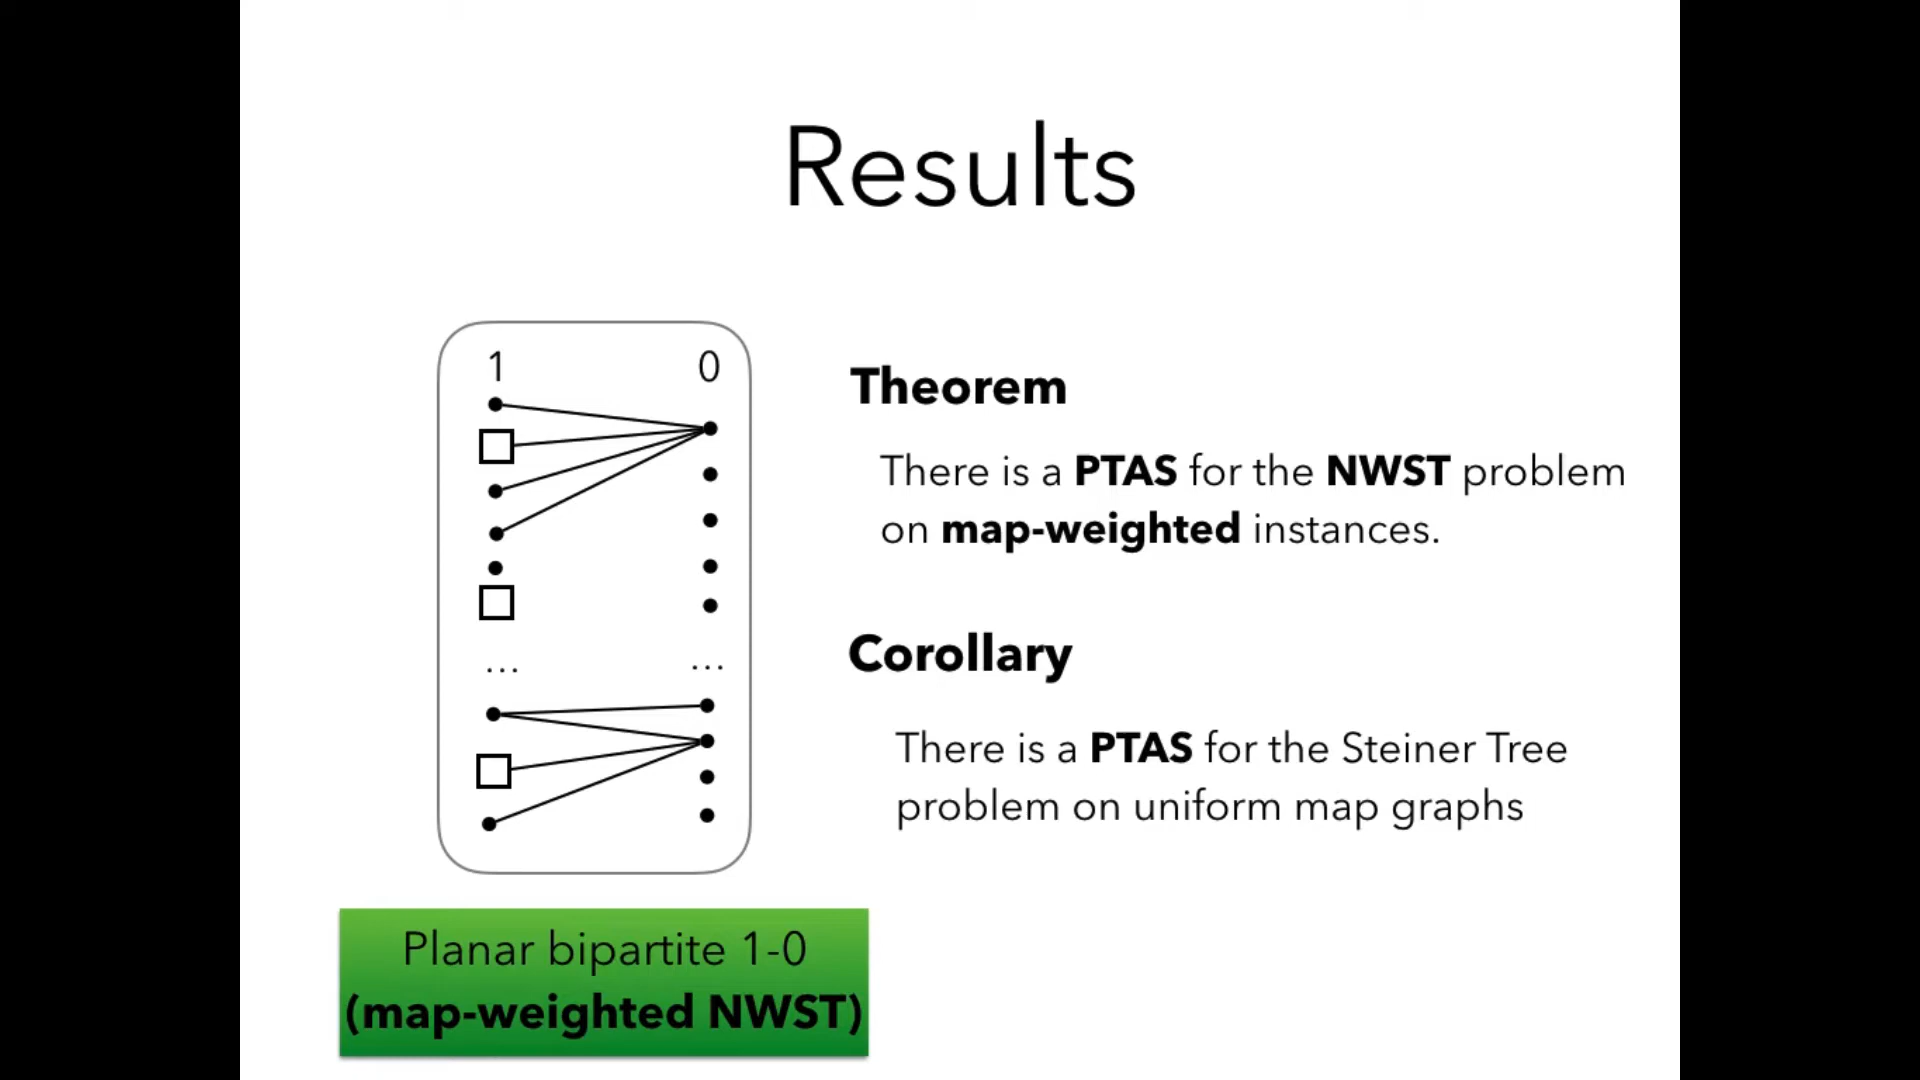 Results
1 0
Theorem
There is a PTAS for the NWST problem
on map-weighted instances.
Corollary
There is a PTAS for the Steiner Tree
problem on uniform map graphs
... ...
Planar bipartite 1-0
(map-weighted NWST)